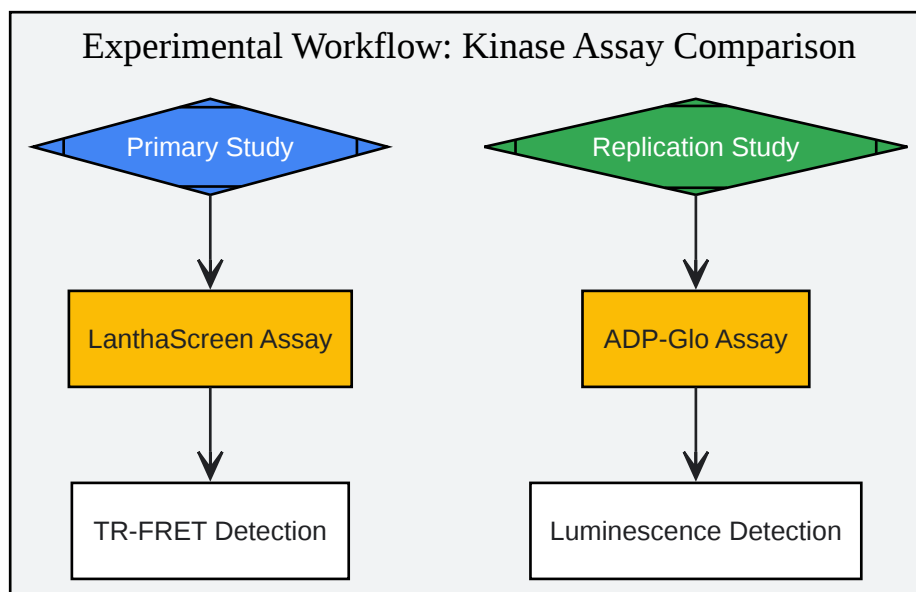 Experimental Workflow: Kinase Assay Comparison
Primary Study
Replication Study
LanthaScreen Assay
ADP-Glo Assay
TR-FRET Detection
Luminescence Detection